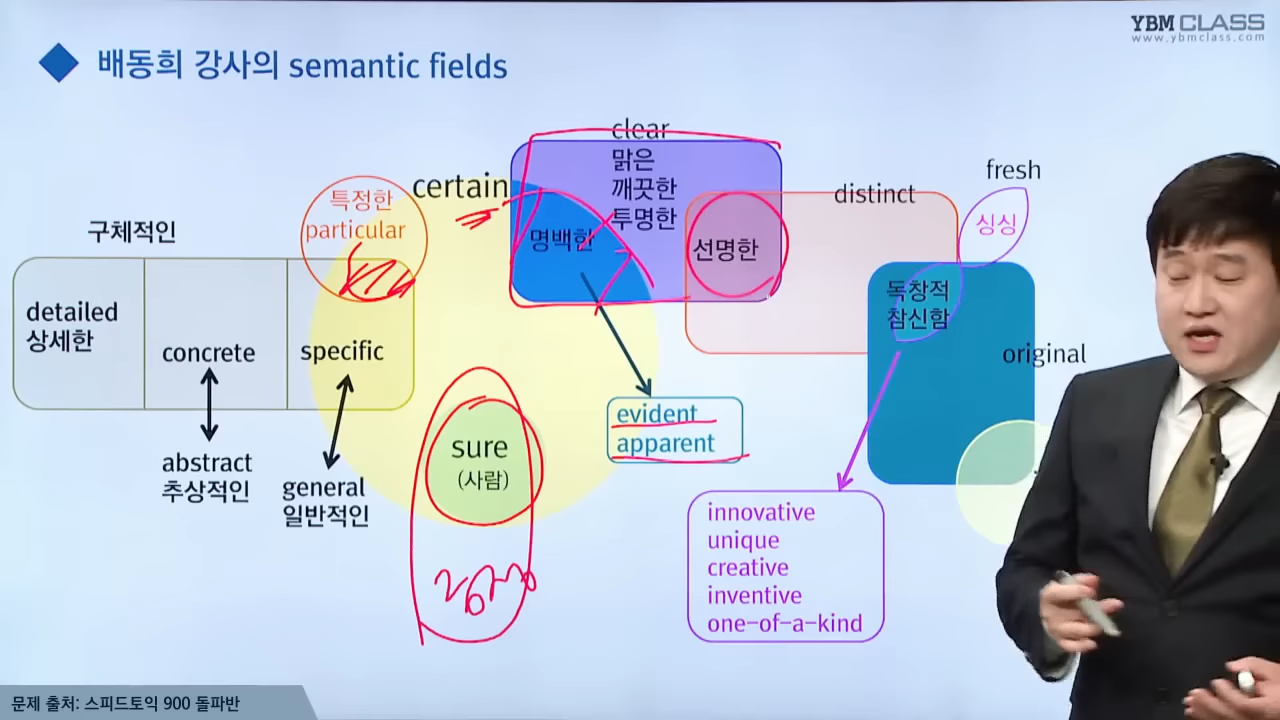 YBM CLASS
www.ybmclass.com
배동희 강사의 semantic fields
구체적인
detailed
상세한
concrete
specific
abstract
추상적인
general
일반적인
특정한
particular
certain
sure
(사람)
clear
맑은
깨끗한
투명한
명백한
선명한
evident
apparent
distinct
fresh
싱싱
독창적
참신함
original
innovative
unique
creative
inventive
one-of-a-kind
문제 출처: 스피드토익 900 돌파반